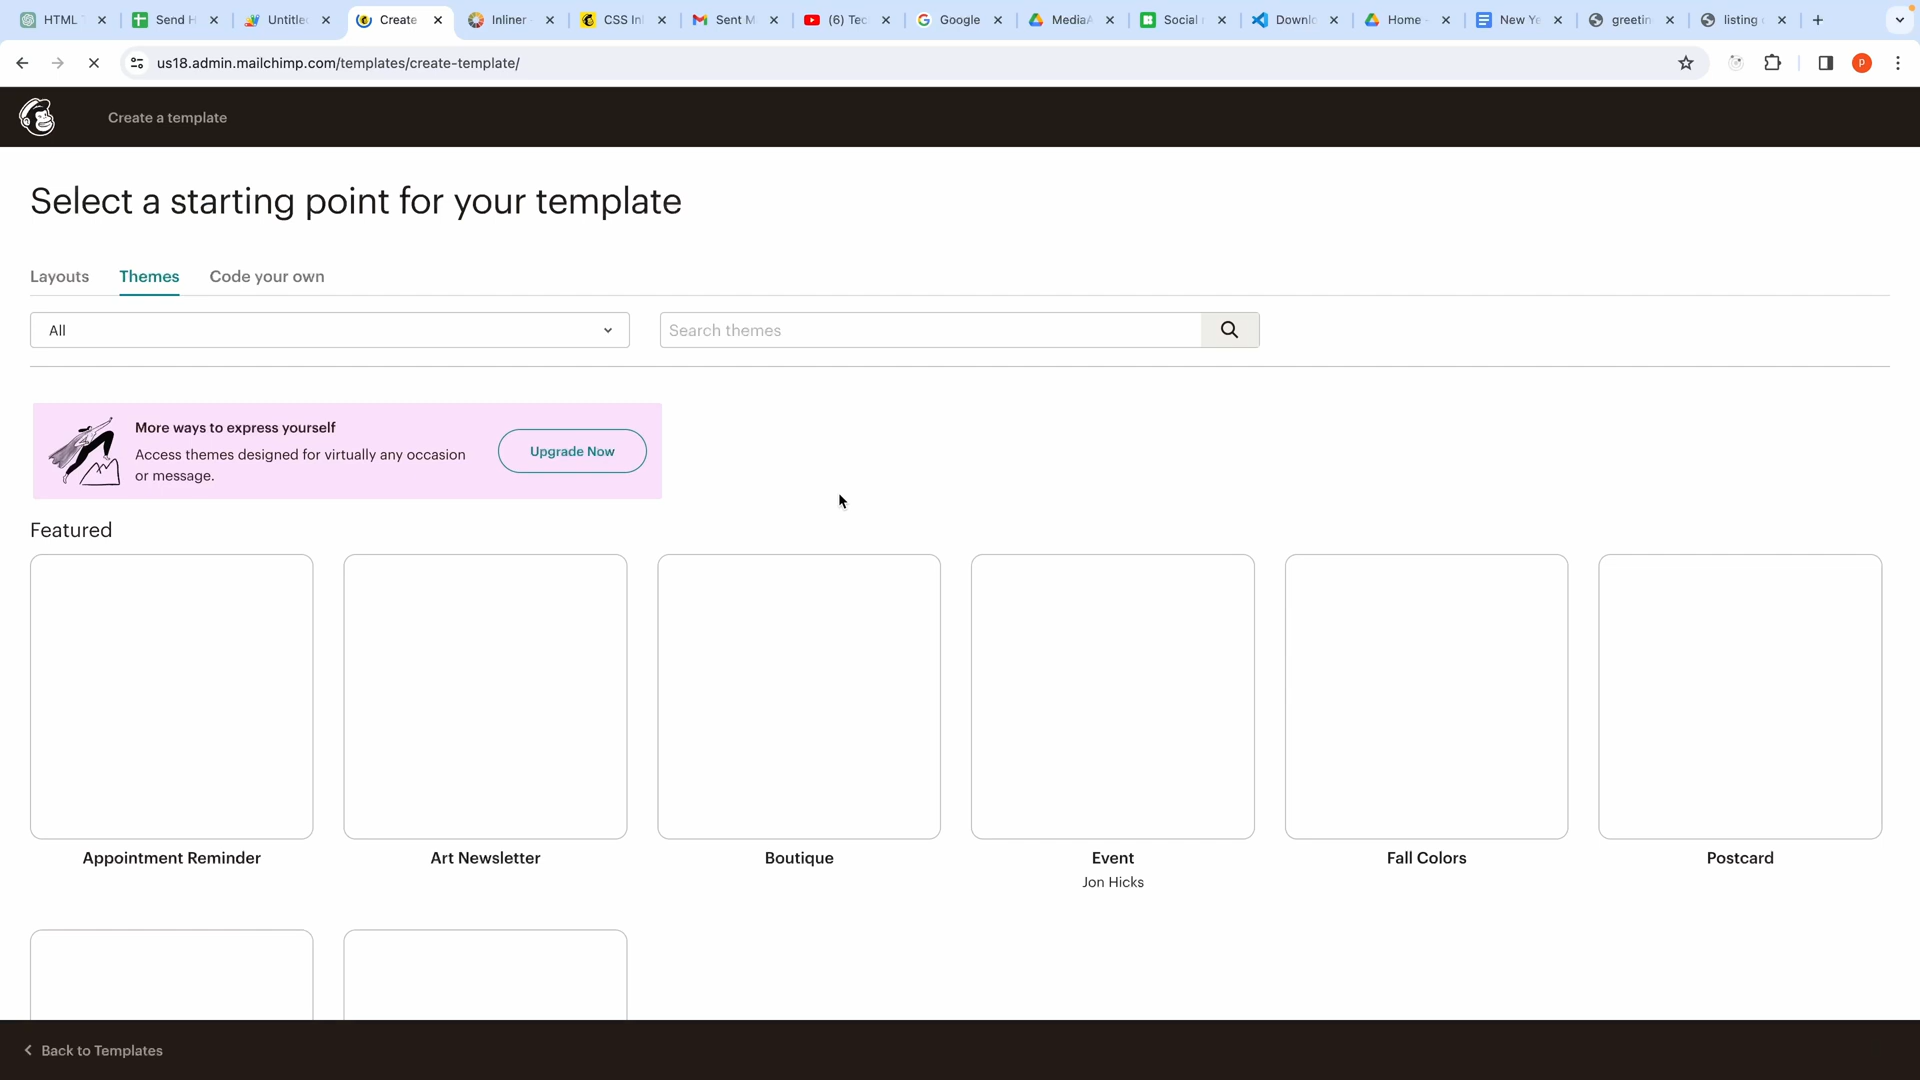 HTML
Send H
Untitle
Create
Inliner
CSS In
Sent M
(6) Tec
Google
MediaA
Social
Downlo
Home
New Ye
greetin
listing
us18.admin.mailchimp.com/templates/create-template/
P
Create a template
Select a starting point for your template
Layouts
Themes
Code your own
All
Search themes
More ways to express yourself
Access themes designed for virtually any occasion
or message.
Upgrade Now
Featured
Appointment Reminder
Art Newsletter
Boutique
Event
Fall Colors
Postcard
Jon Hicks
Back to Templates